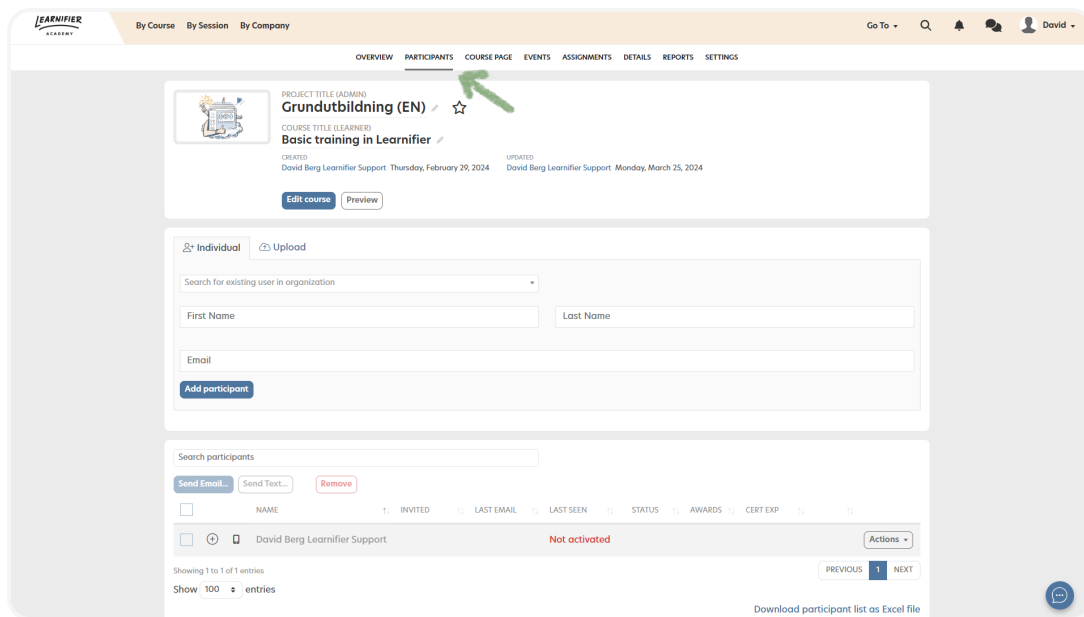 LEARNIFIER
ACADEMY
By Course By Session By Company
Go To
David
OVERVIEW PARTICIPANTS COURSE PAGE EVENTS ASSIGNMENTS DETAILS REPORTS SETTINGS
PROJECT TITLE (ADMIN)
Grundutbildning (EN)
COURSE TITLE (LEARNER)
Basic training in Learnifier
CREATED UPDATED
David Berg Learnifier Support Thursday, February 29, 2024 David Berg Learnifier Support Monday, March 25, 2024
Edit course Preview
Individual Upload
Search for existing user in organization
First Name Last Name
Email
Add participant
Search participants
Send Email... Send Text... Remove
NAME INVITED LAST EMAIL LAST SEEN STATUS AWARDS CERT EXP
David Berg Learnifier Support Not activated Actions
Showing 1 to 1 of 1 entries
PREVIOUS 1 NEXT
Show 100 entries
Download participant list as Excel file